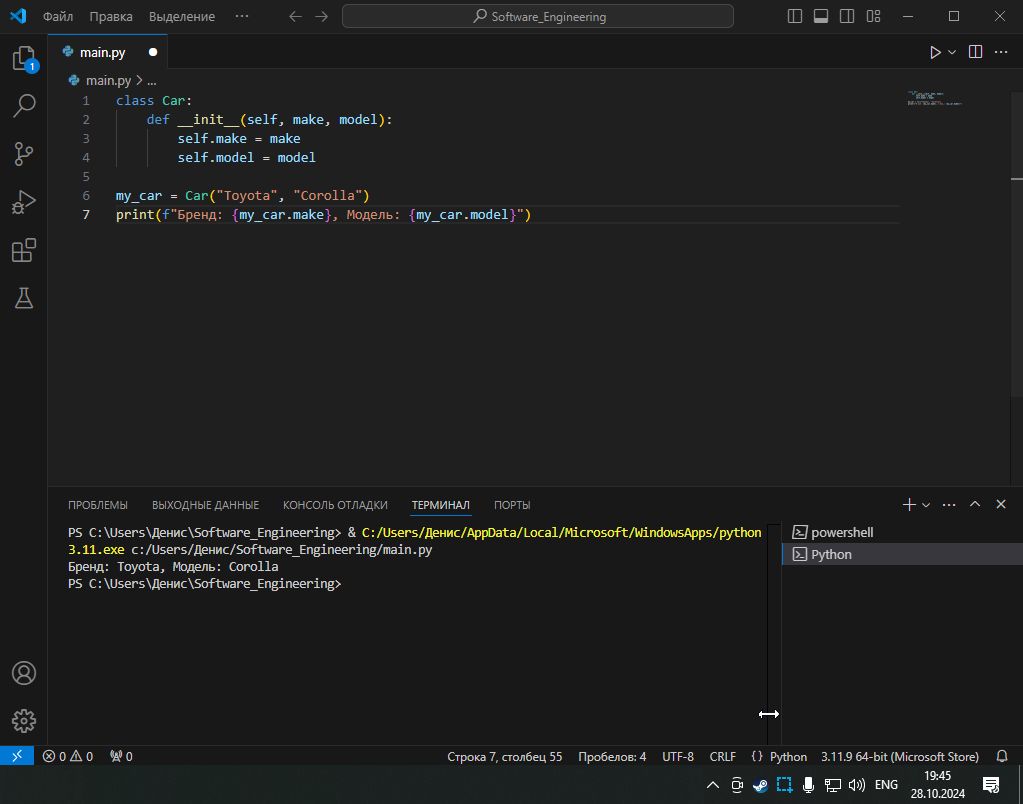 Файл Правка Выделение ... Software_Engineering
main.py
1
main.py > ...
1 class Car:
2     def __init__(self, make, model):
3         self.make = make
4         self.model = model
5
6 my_car = Car("Toyota", "Corolla")
7 print(f"Бренд: {my_car.make}, Модель: {my_car.model}")
ПРОБЛЕМЫ ВЫХОДНЫЕ ДАННЫЕ КОНСОЛЬ ОТЛАДКИ ТЕРМИНАЛ ПОРТЫ
PS C:\Users\Денис\Software_Engineering> & C:/Users/Денис/AppData/Local/Microsoft/WindowsApps/python
3.11.exe c:/Users/Денис/Software_Engineering/main.py
Бренд: Toyota, Модель: Corolla
PS C:\Users\Денис\Software_Engineering>
powershell
Python
0 0 0 Строка 7, столбец 55 Пробелов: 4 UTF-8 CRLF {} Python 3.11.9 64-bit (Microsoft Store)
ENG
19:45
28.10.2024